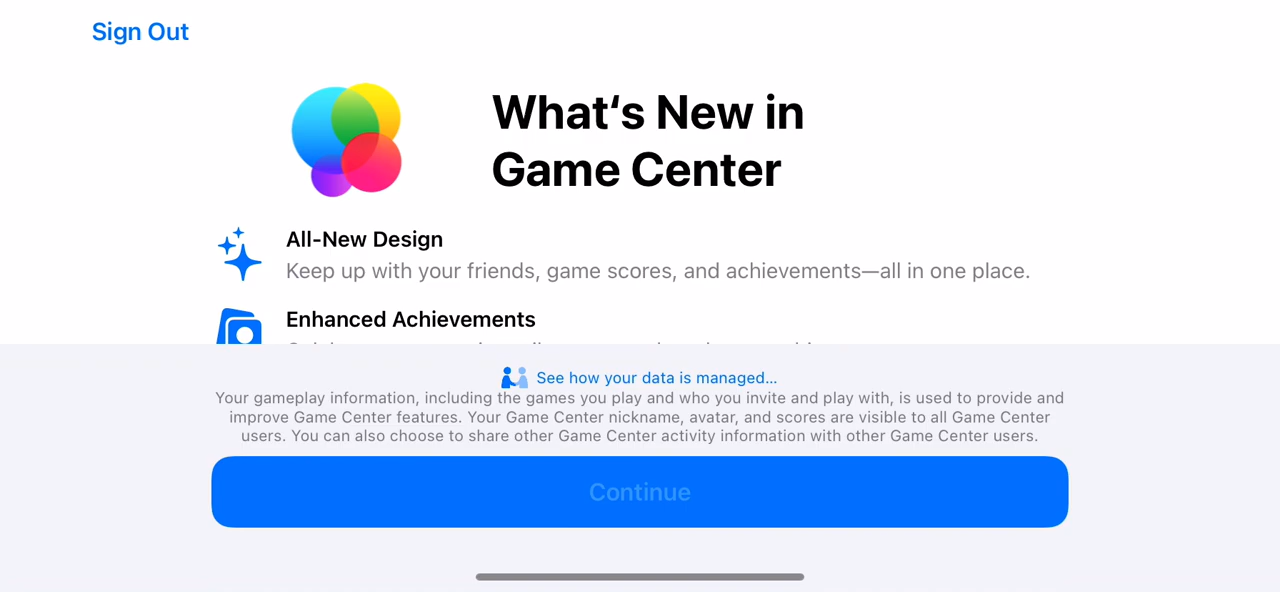 Sign Out
What‘s New in
Game Center
All-New Design
Keep up with your friends, game scores, and achievements—all in one place.
Enhanced Achievements
See how your data is managed...
Your gameplay information, including the games you play and who you invite and play with, is used to provide and
improve Game Center features. Your Game Center nickname, avatar, and scores are visible to all Game Center
users. You can also choose to share other Game Center activity information with other Game Center users.
Continue